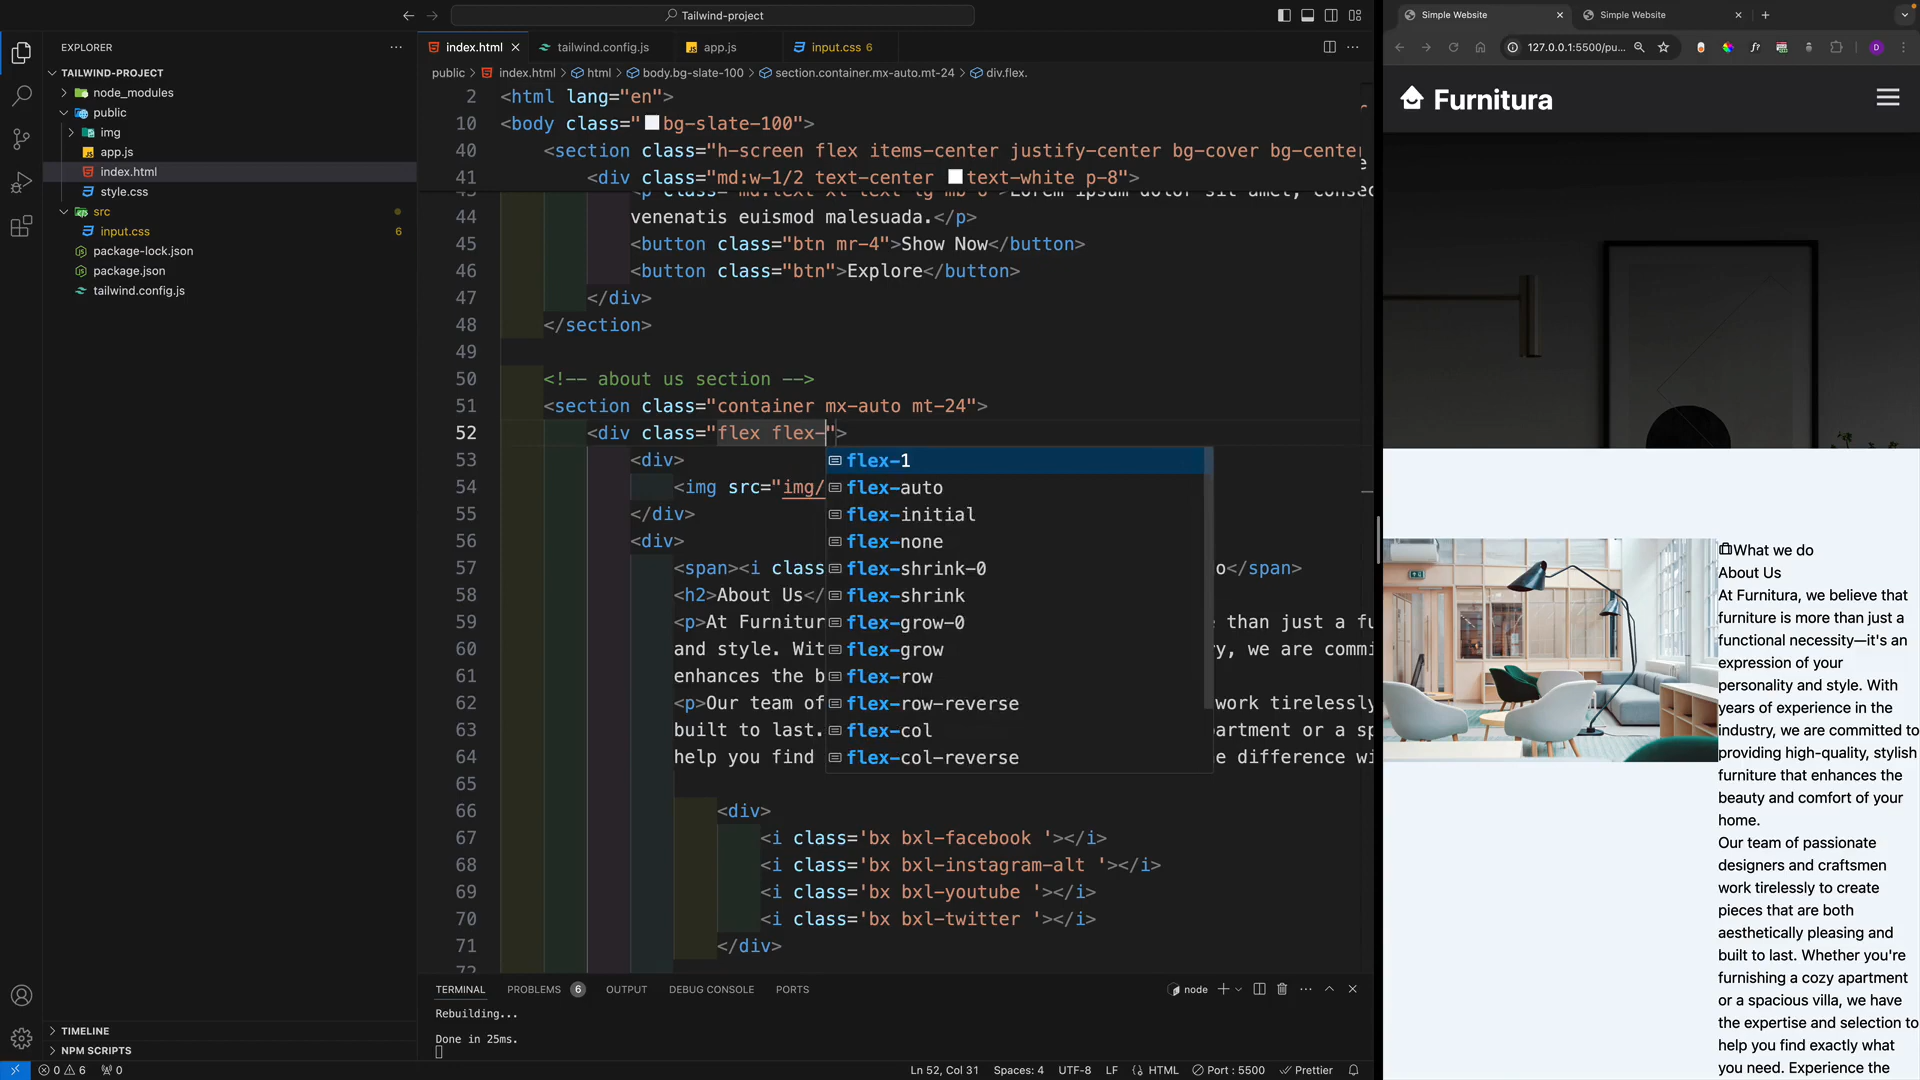 Tailwind-project
EXPLORER
TAILWIND-PROJECT
node_modules
public
img
app.js
index.html
style.css
src
input.css 6
package-lock.json
package.json
tailwind.config.js
TIMELINE
NPM SCRIPTS
index.html
tailwind.config.js
app.js
input.css 6
public > index.html > html > body.bg-slate-100 > section.container.mx-auto.mt-24 > div.flex.
2 <html lang="en">
10 <body class="bg-slate-100">
40 <section class="h-screen flex items-center justify-center bg-cover bg-center
41 <div class="md:w-1/2 text-center text-white p-8">
44 venenatis euismod malesuada.</p>
45 <button class="btn mr-4">Show Now</button>
46 <button class="btn">Explore</button>
47 </div>
48 </section>
49
50 <!-- about us section -->
51 <section class="container mx-auto mt-24">
52 <div class="flex flex-">
53 <div>
54 <img src="img/
55 </div>
56 <div>
57 <span><i class o</span>
58 <h2>About Us</
59 <p>At Furnitur than just a fu
60 and style. Wit y, we are commi
61 enhances the b
62 <p>Our team of work tirelessly
63 built to last. partment or a sp
64 help you find e difference wi
65
66 <div>
67 <i class='bx bxl-facebook '></i>
68 <i class='bx bxl-instagram-alt '></i>
69 <i class='bx bxl-youtube '></i>
70 <i class='bx bxl-twitter '></i>
71 </div>
72
flex-1
flex-auto
flex-initial
flex-none
flex-shrink-0
flex-shrink
flex-grow-0
flex-grow
flex-row
flex-row-reverse
flex-col
flex-col-reverse
TERMINAL PROBLEMS 6 OUTPUT DEBUG CONSOLE PORTS
node
Rebuilding...
Done in 25ms.
0 6 0
Ln 52, Col 31 Spaces: 4 UTF-8 LF HTML Port : 5500 Prettier
Simple Website
Simple Website
127.0.0.1:5500/pu...
D
Furnitura
What we do
About Us
At Furnitura, we believe that
furniture is more than just a
functional necessity—it's an
expression of your
personality and style. With
years of experience in the
industry, we are committed to
providing high-quality, stylish
furniture that enhances the
beauty and comfort of your
home.
Our team of passionate
designers and craftsmen
work tirelessly to create
pieces that are both
aesthetically pleasing and
built to last. Whether you're
furnishing a cozy apartment
or a spacious villa, we have
the expertise and selection to
help you find exactly what
you need. Experience the